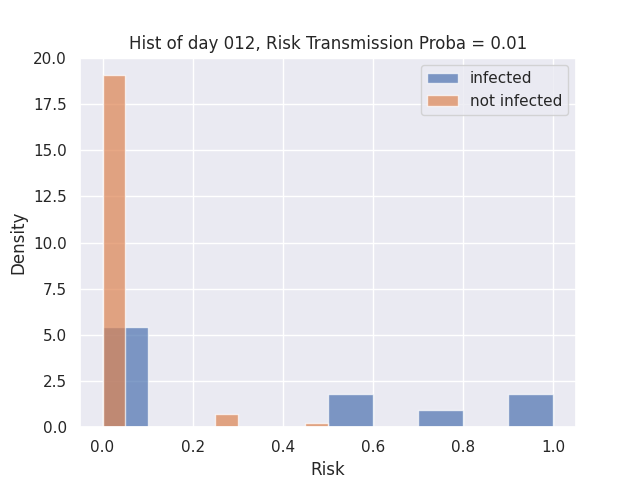 Hist of day 012, Risk Transmission Proba = 0.01
infected
not infected
20.0
17.5
15.0
12.5
10.0
7.5
5.0
2.5
0.0
Density
0.0 0.2 0.4 0.6 0.8 1.0
Risk